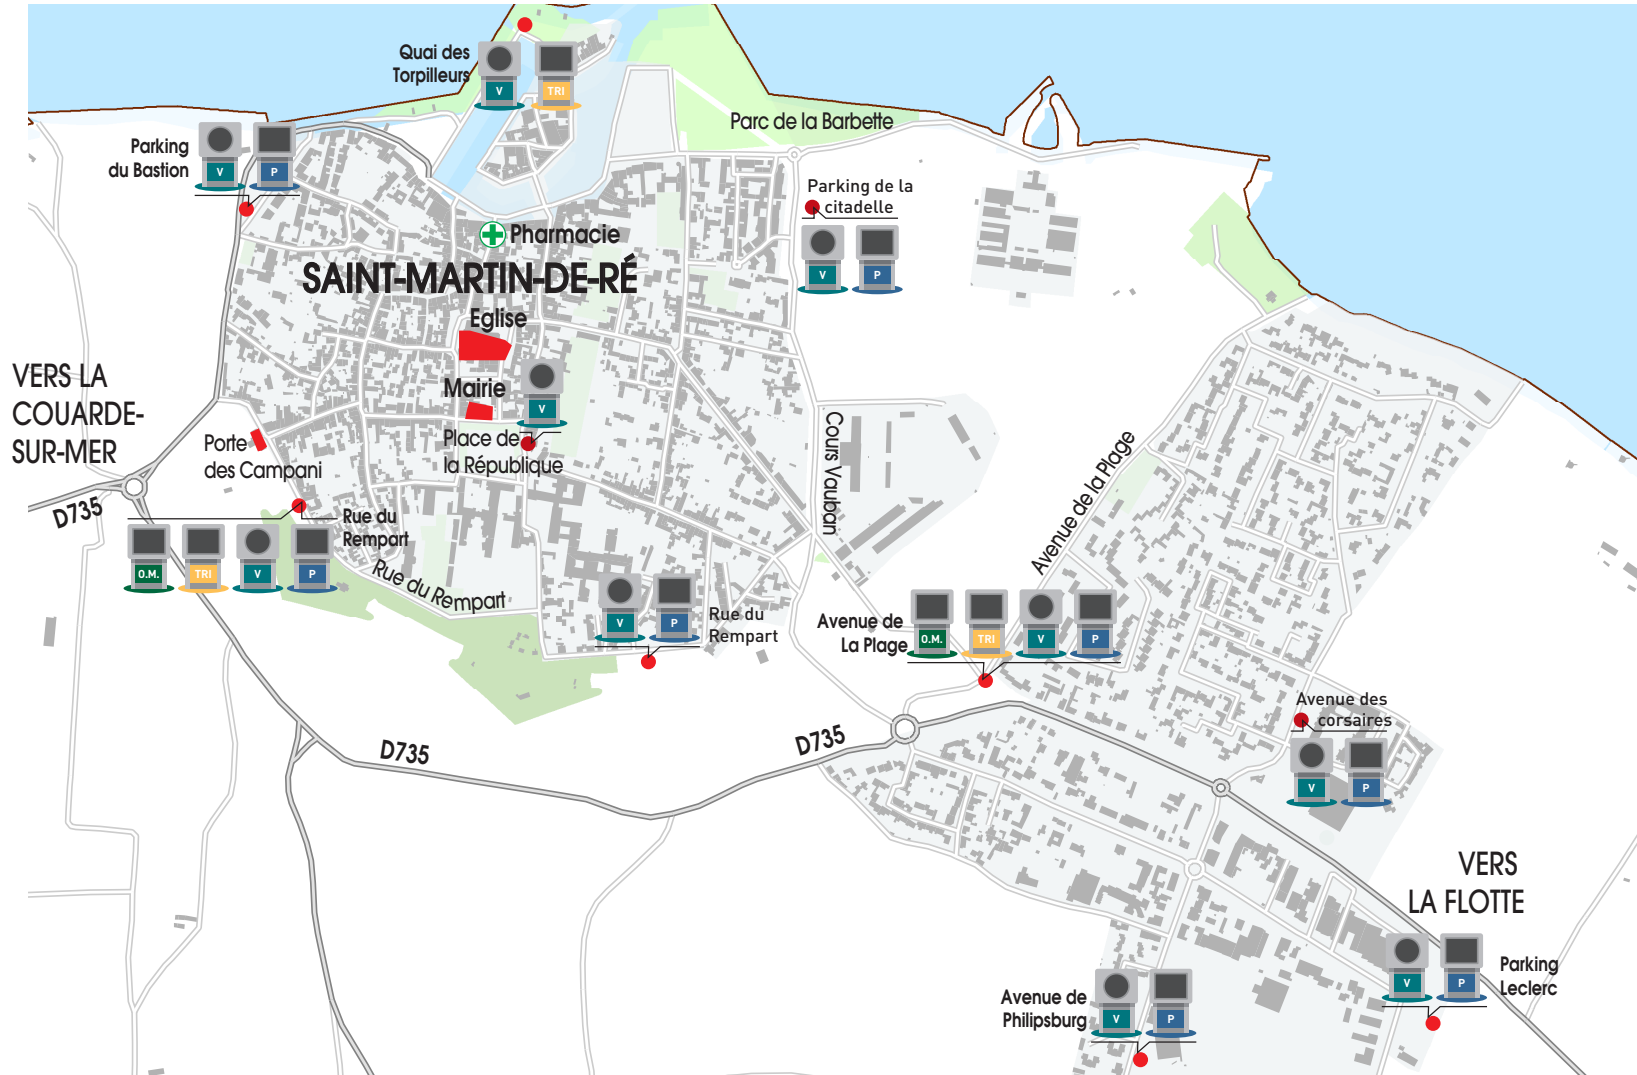 Quai des
Torpilleurs
V
TRI
Parking
du Bastion
V
P
Parc de la Barbette
Parking de la
citadelle
V
P
Pharmacie
SAINT-MARTIN-DE-RÉ
Eglise
Mairie
V
Place de
la République
VERS LA
COUARDE-
SUR-MER
Porte
des Campani
D735
Rue du
Rempart
O.M.
TRI
V
P
Rue du Rempart
V
P
Rue du
Rempart
Cours Vauban
Avenue de la Plage
Avenue de
La Plage
O.M.
TRI
V
P
Avenue des
corsaires
V
P
D735
D735
VERS
LA FLOTTE
V
P
Parking
Leclerc
Avenue de
Philipsburg
V
P